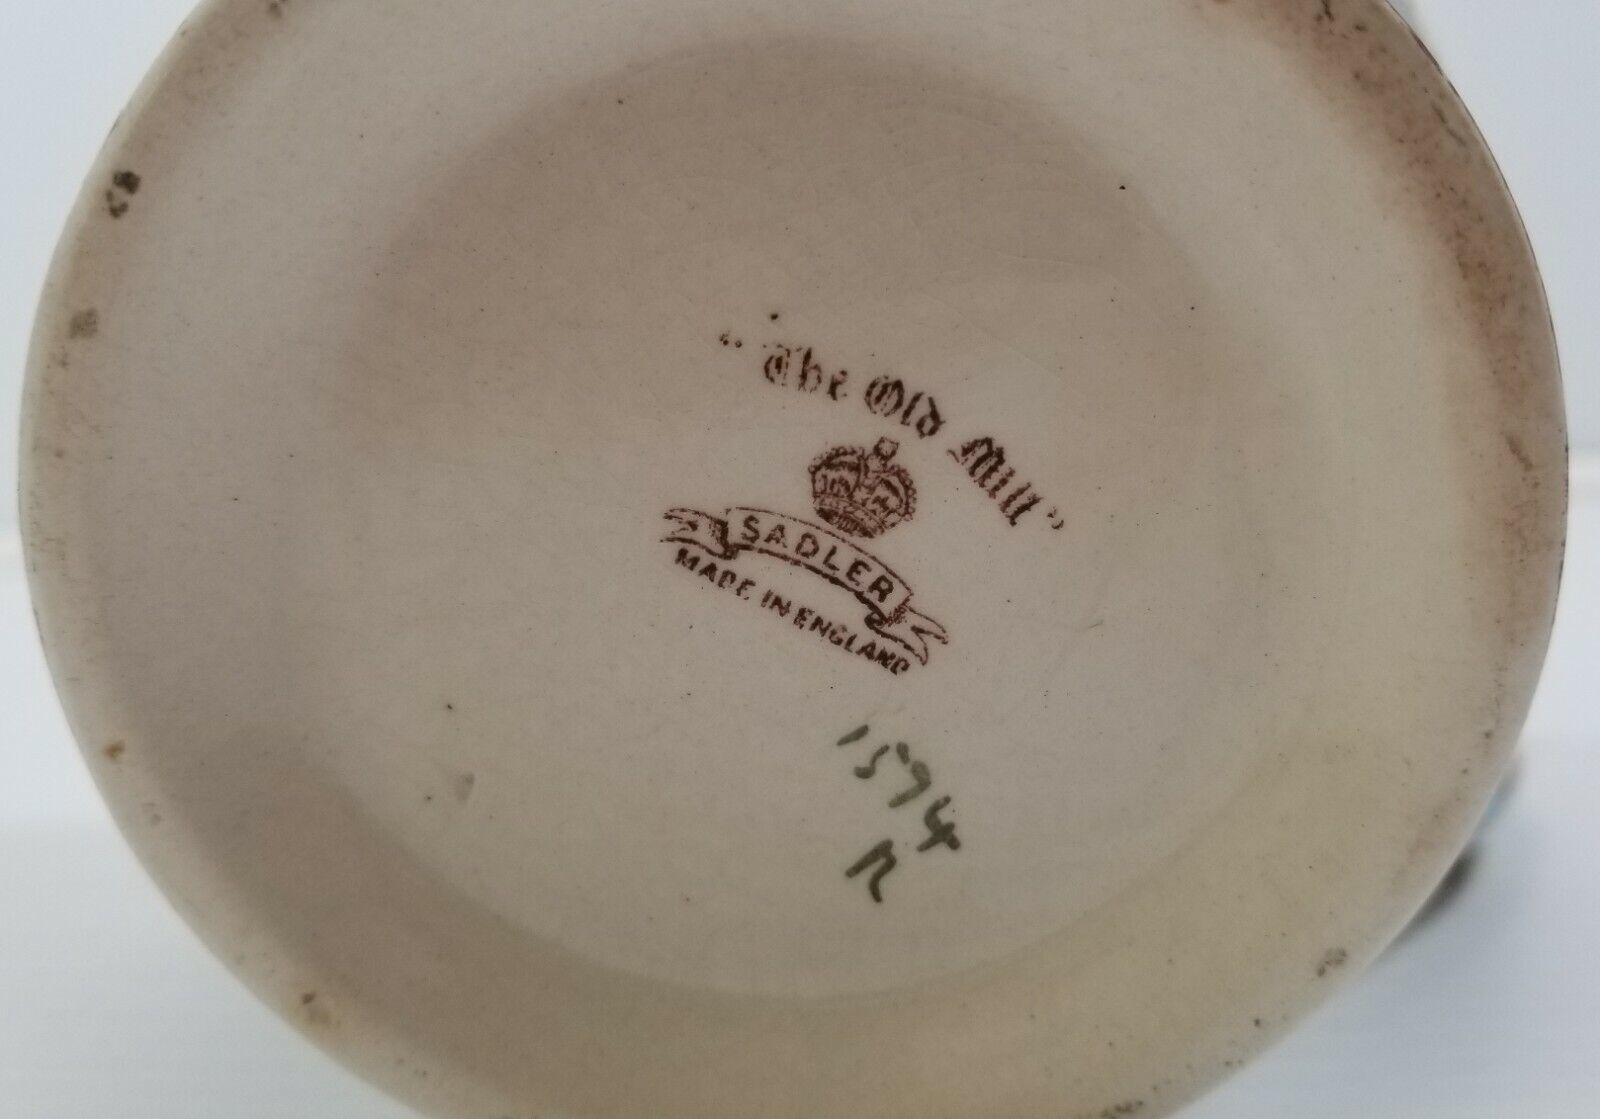 "The Old Mill"
SADLER
MADE IN ENGLAND
1594
R